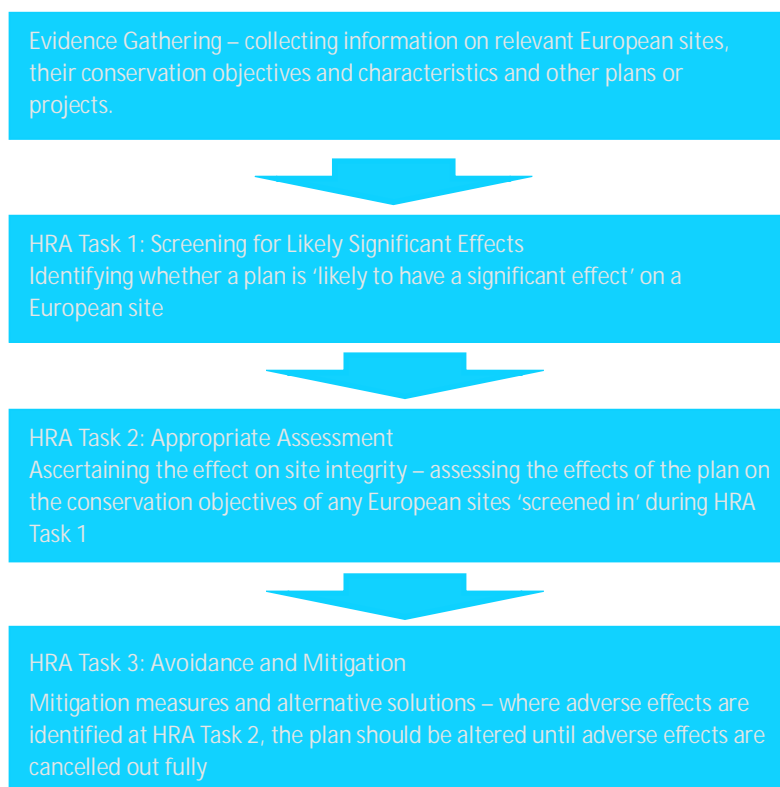 Evidence Gathering – collecting information on relevant European sites,
their conservation objectives and characteristics and other plans or
projects.
HRA Task 1: Screening for Likely Significant Effects
Identifying whether a plan is ‘likely to have a significant effect’ on a
European site
HRA Task 2: Appropriate Assessment
Ascertaining the effect on site integrity – assessing the effects of the plan on
the conservation objectives of any European sites ‘screened in’ during HRA
Task 1
HRA Task 3: Avoidance and Mitigation
Mitigation measures and alternative solutions – where adverse effects are
identified at HRA Task 2, the plan should be altered until adverse effects are
cancelled out fully